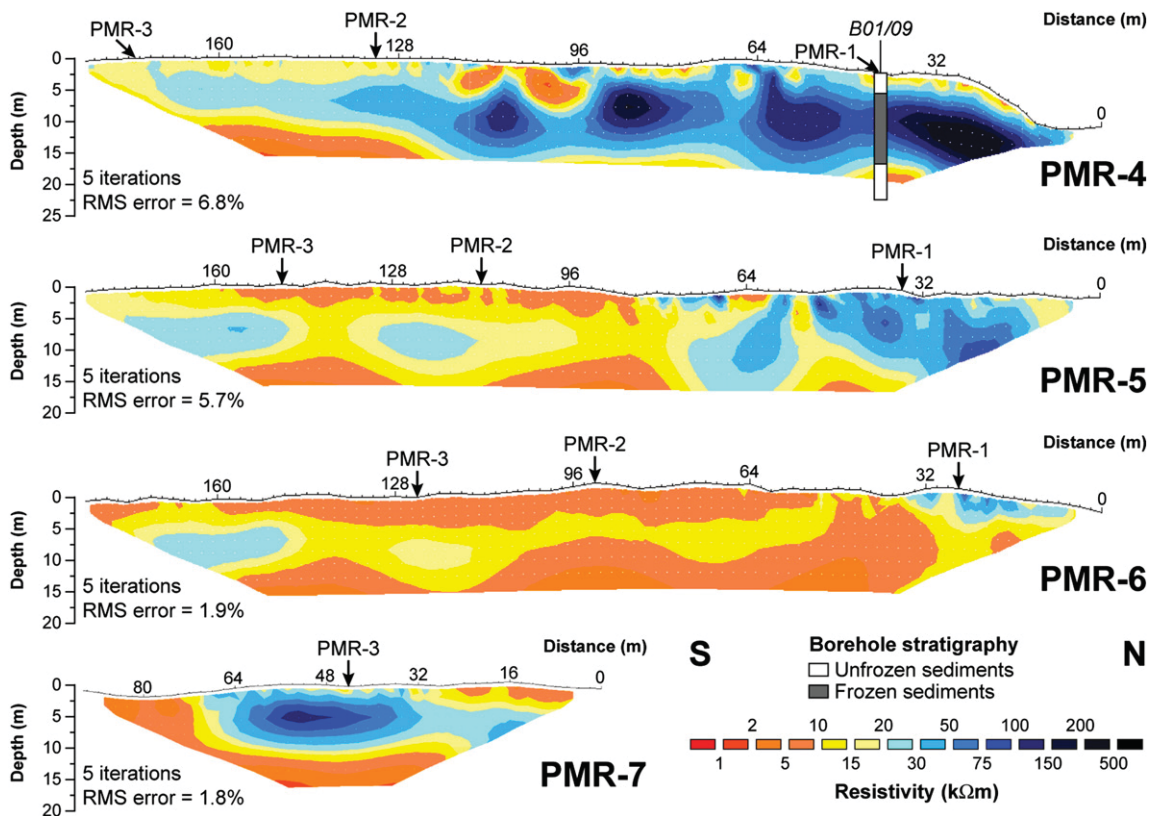 PMR-3
PMR-2
B01/09
Distance (m)
PMR-1
160
128
96
64
32
0
Depth (m)
0
5
10
15
20
25
5 iterations
RMS error = 6.8%
PMR-4
PMR-3
PMR-2
PMR-1
Distance (m)
160
128
96
64
32
0
Depth (m)
0
5
10
15
20
5 iterations
RMS error = 5.7%
PMR-5
PMR-3
PMR-2
PMR-1
Distance (m)
160
128
96
64
32
0
Depth (m)
0
5
10
15
20
5 iterations
RMS error = 1.9%
PMR-6
PMR-3
Distance (m)
80
64
48
32
16
0
Depth (m)
0
5
10
15
20
5 iterations
RMS error = 1.8%
PMR-7
S
N
Borehole stratigraphy
Unfrozen sediments
Frozen sediments
2 10 20 50 100 200
1 5 15 30 75 150 500
Resistivity (kΩm)